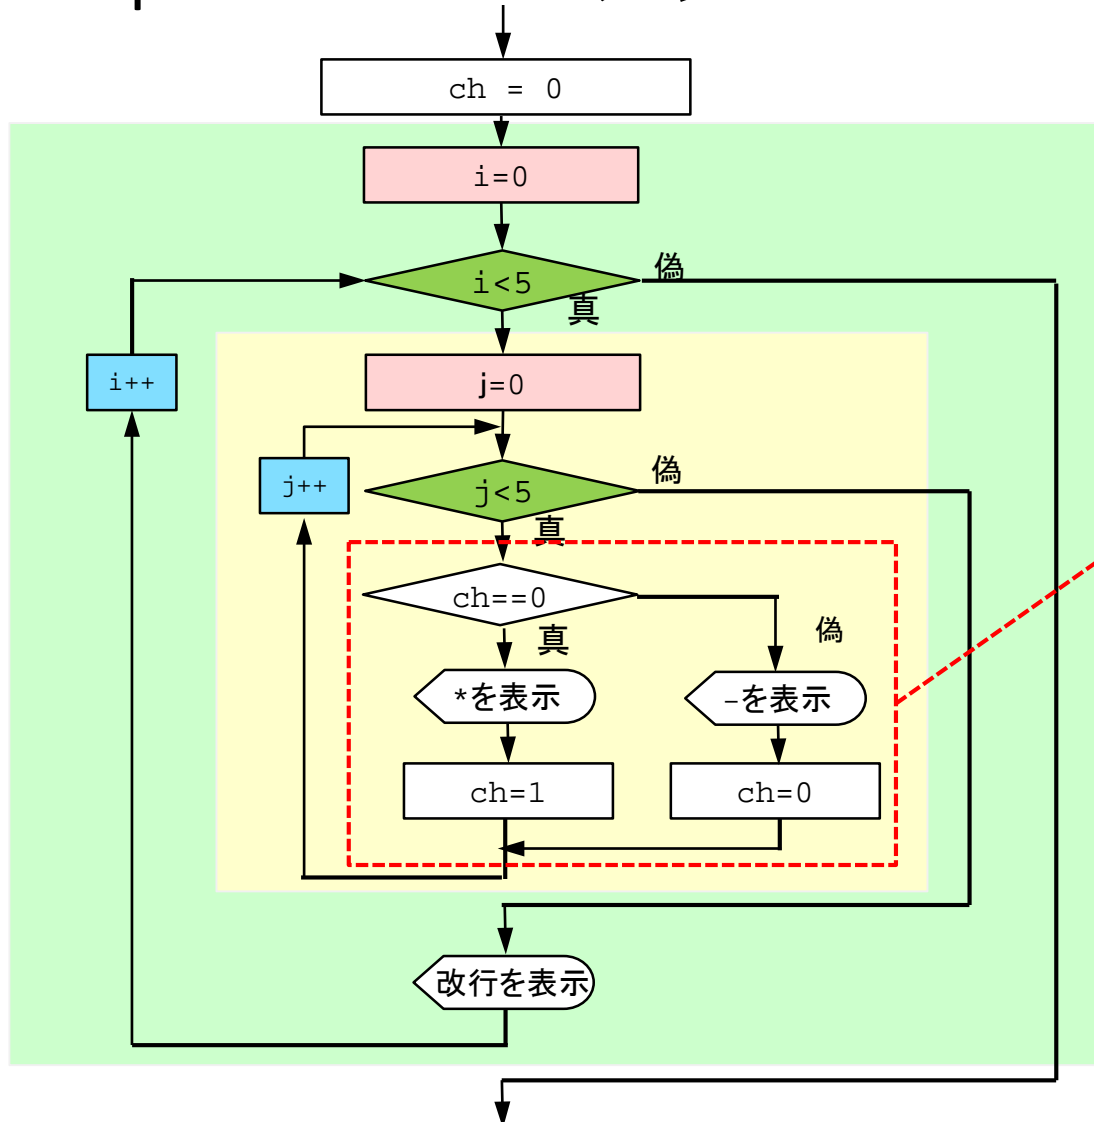 ch = 0
i=0
i<5
偽
真
i++
j=0
j++
j<5
偽
真
ch==0
真
偽
*を表示
-を表示
ch=1
ch=0
改行を表示